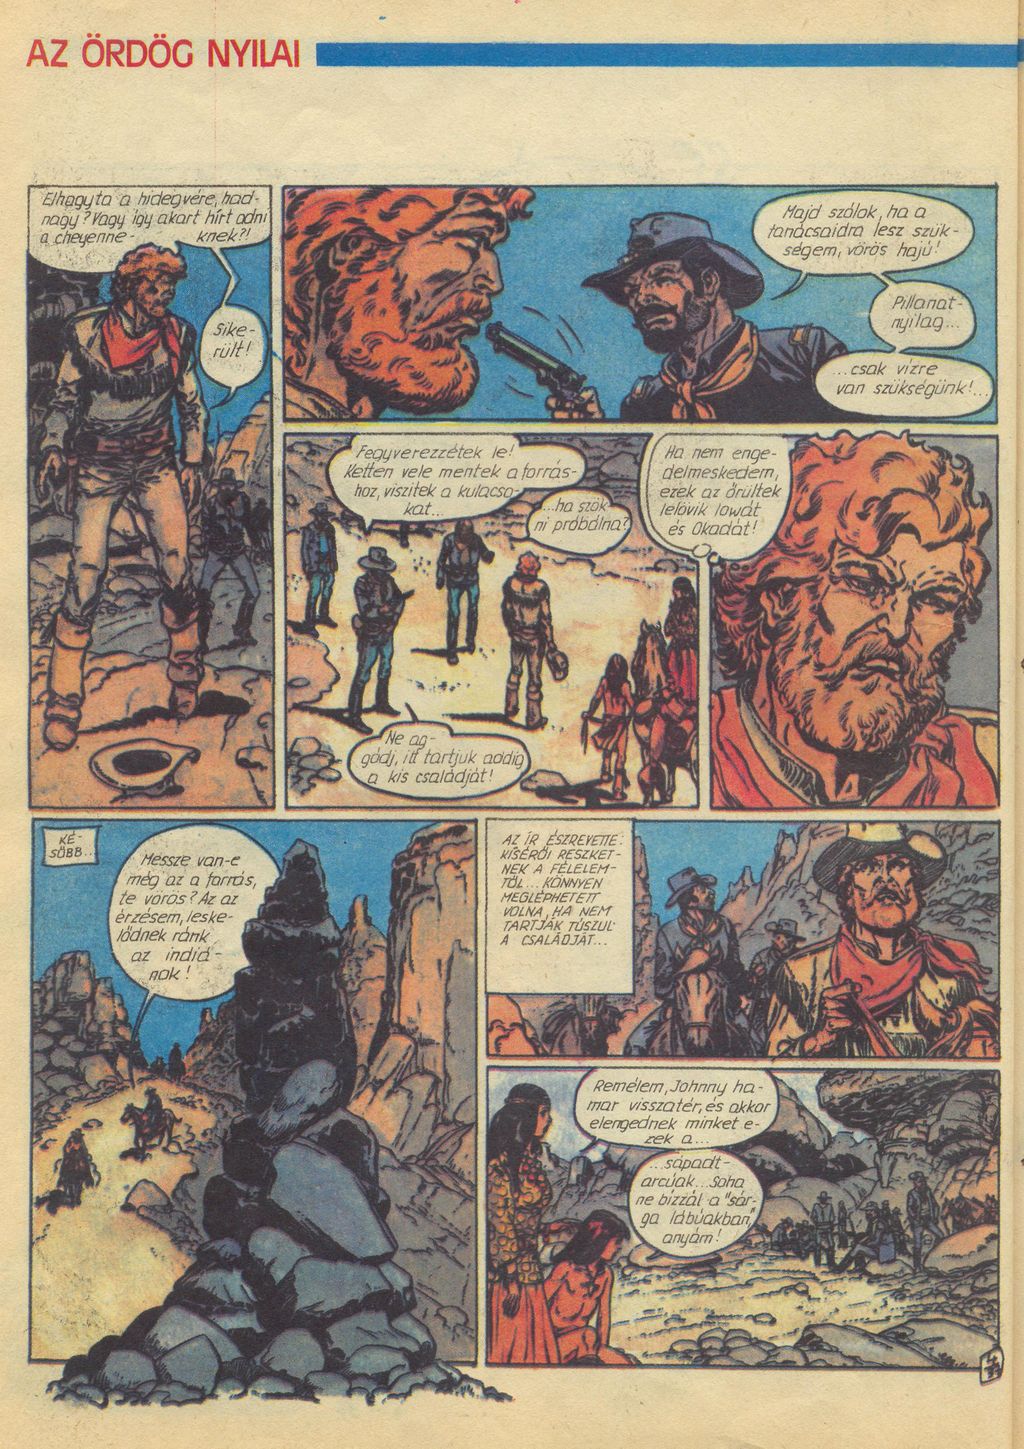 AZ ÖRDÖG NYILAI
Elhagyta a hidegvére, had-
nagy? Vagy így akart hírt adni
a cheyenne- knek?!
Sike-
rült!
Majd szólok, ha a
tanácsaidra lesz szük-
ségem, vörös hajú!
Pillanat-
nyilag...
...csak vízre
van szükségünk!...
Fegyverezzétek le!
Ketten vele mentek a forrás-
hoz, viszitek a kulacso-
kat...
...ha szök
ni próbálna?
Ne ag-
gódj, itt tartjuk addig
a kis családját!
Ha nem enge-
delmeskedem,
ezek az őrültek
lelövik lowát
és Okadát!
KÉ-
SŐBB...
Messze van-e
még az a forrás,
te vörös? Az az
érzésem, leske-
lődnek ránk
az indiá-
nok!
AZ ÍR ÉSZREVETTE:
KÍSÉRŐI RESZKET-
NEK A FÉLELEM-
TŐL... KÖNNYEN
MEGLÉPHETETT
VOLNA, HA NEM
TARTJÁK TÚSZUL
A CSALÁDJÁT...
Remélem, Johnny ha-
mar visszatér, és akkor
elengednek minket e-
zek a...
...sápadt-
arcúak... Soha
ne bízzál a "sár-
ga lábúakban,"
anyám!